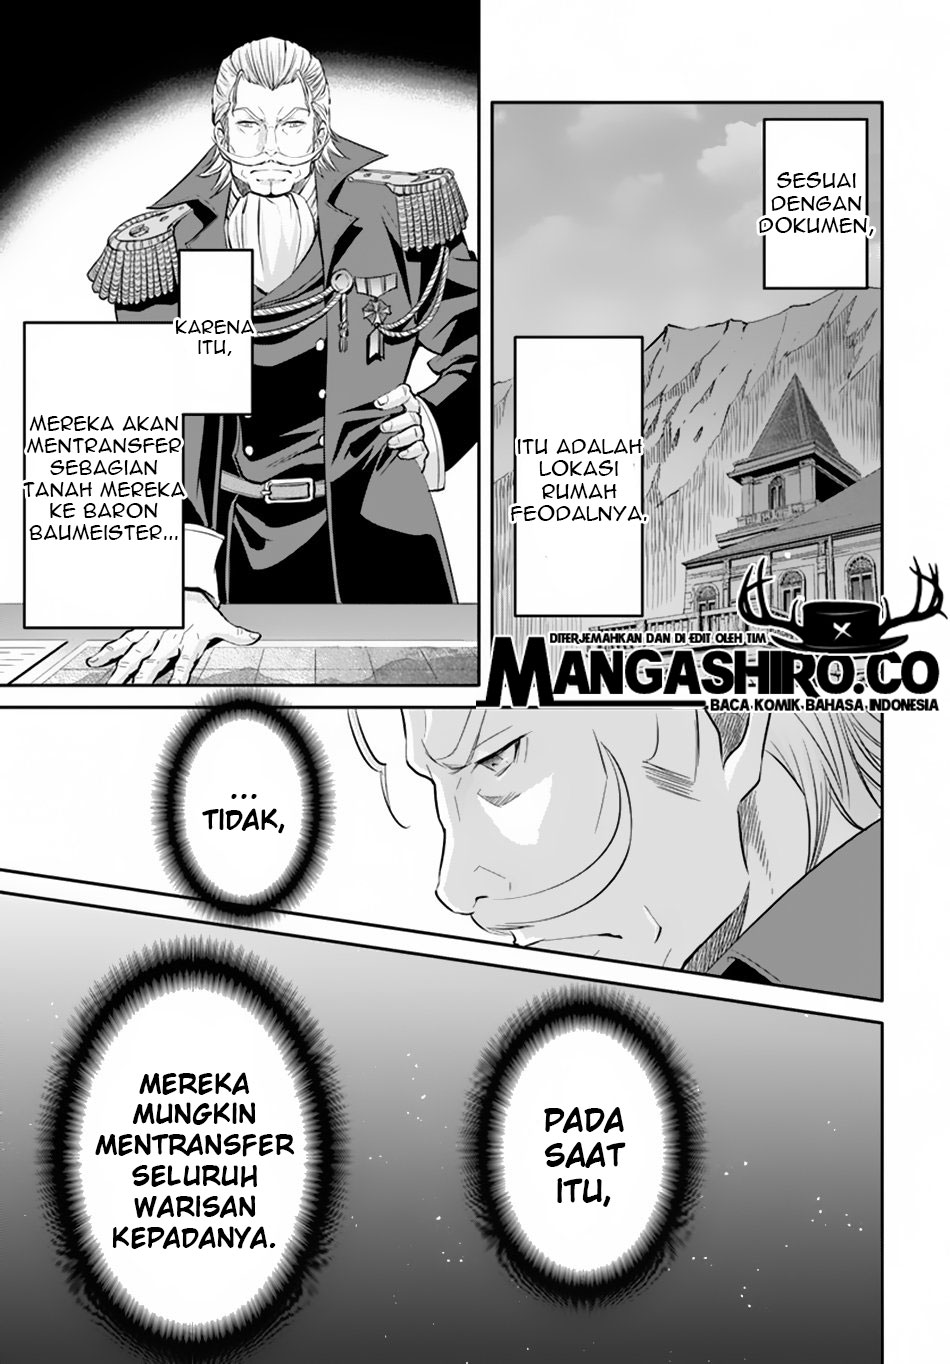 SESUAI
DENGAN
DOKUMEN,
ITU ADALAH
LOKASI
RUMAH
FEODALNYA.
KARENA
ITU,
MEREKA AKAN
MENTRANSFER
SEBAGIAN
TANAH MEREKA
KE BARON
BAUMEISTER...
DITERJEMAHKAN DAN DI EDIT OLEH TIM
MANGASHIRO.CO
BACA KOMIK BAHASA INDONESIA
...
TIDAK,
PADA
SAAT
ITU,
MEREKA
MUNGKIN
MENTRANSFER
SELURUH
WARISAN
KEPADANYA.